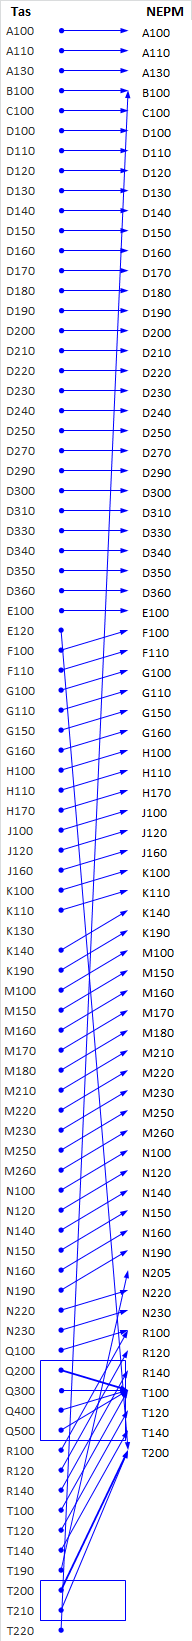 Tas NEPM
A100 A100
A110 A110
A130 A130
B100 B100
C100 C100
D100 D100
D110 D110
D120 D120
D130 D130
D140 D140
D150 D150
D160 D160
D170 D170
D180 D180
D190 D190
D200 D200
D210 D210
D220 D220
D230 D230
D240 D240
D250 D250
D270 D270
D290 D290
D300 D300
D310 D310
D330 D330
D340 D340
D350 D350
D360 D360
E100 E100
E120 F100
F100 F110
F110 G100
G100 G110
G110 G150
G150 G160
G160 H100
H100 H110
H110 H170
H170 J100
J100 J120
J120 J160
J160 K100
K100 K110
K110 K140
K130 K190
K140 M100
K190 M150
M100 M160
M150 M170
M160 M180
M170 M210
M180 M220
M210 M230
M220 M250
M230 M260
M250 N100
M260 N120
N100 N140
N120 N150
N140 N160
N150 N190
N160 N205
N190 N220
N220 N230
N230 R100
Q100 R120
Q200 R140
Q300 T100
Q400 T120
Q500 T140
R100 T200
R120
R140
T100
T120
T140
T190
T200
T210
T220